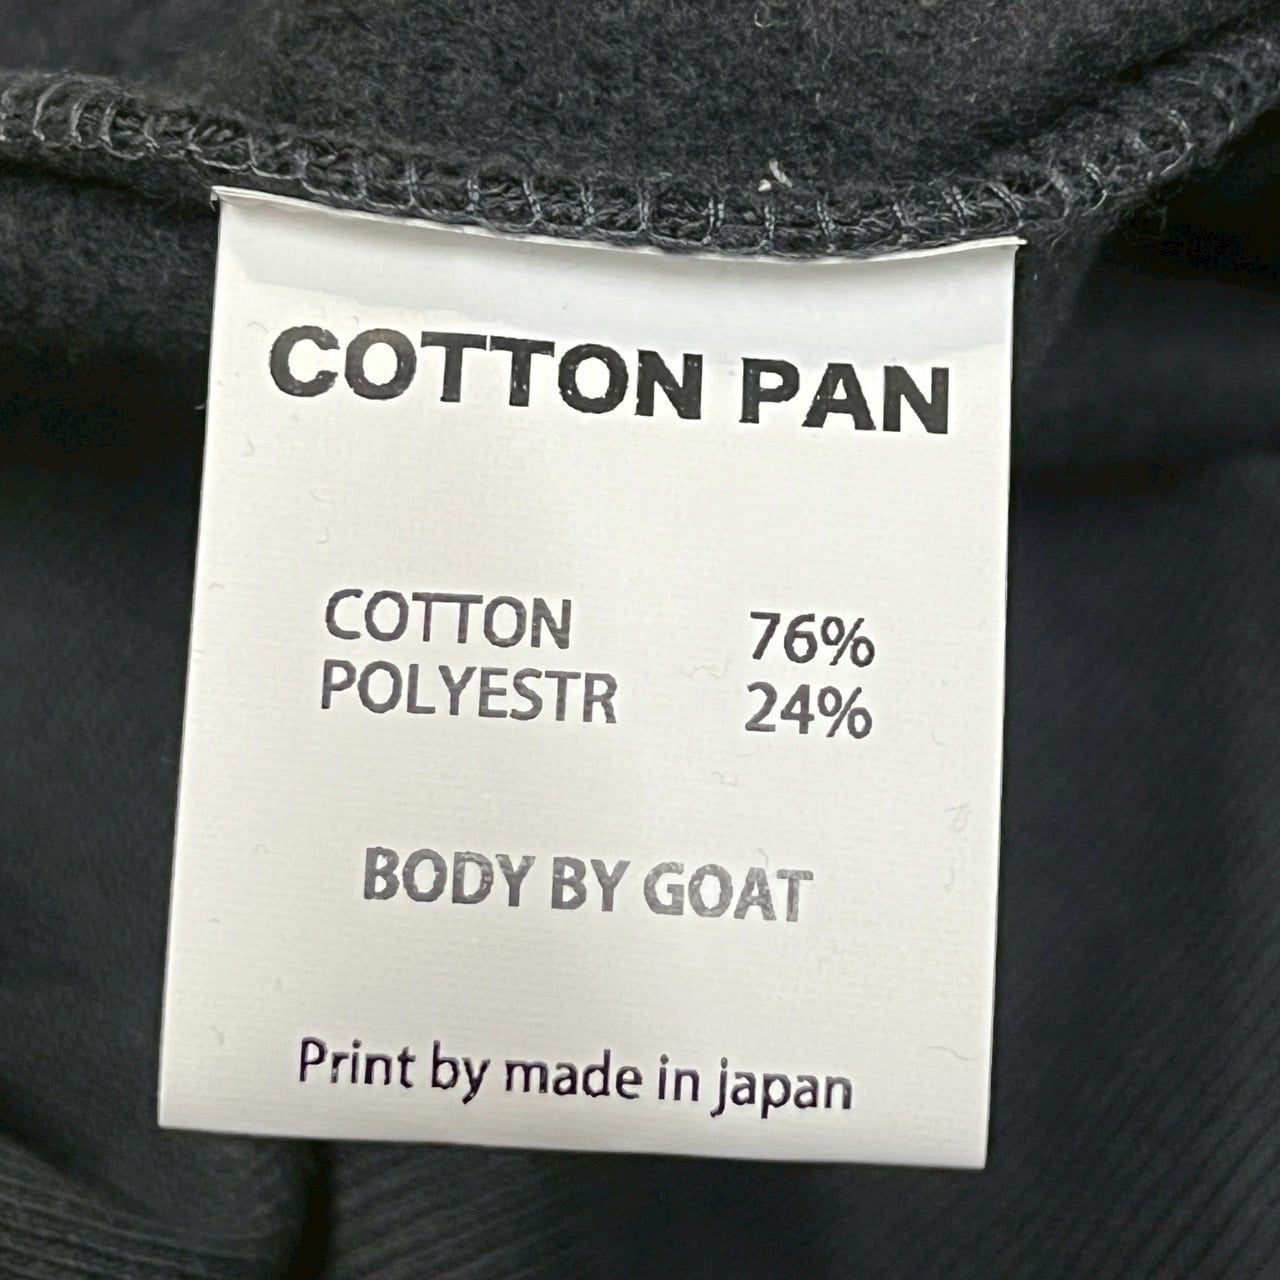 COTTON PAN
COTTON 76%
POLYESTR 24%
BODY BY GOAT
Print by made in japan